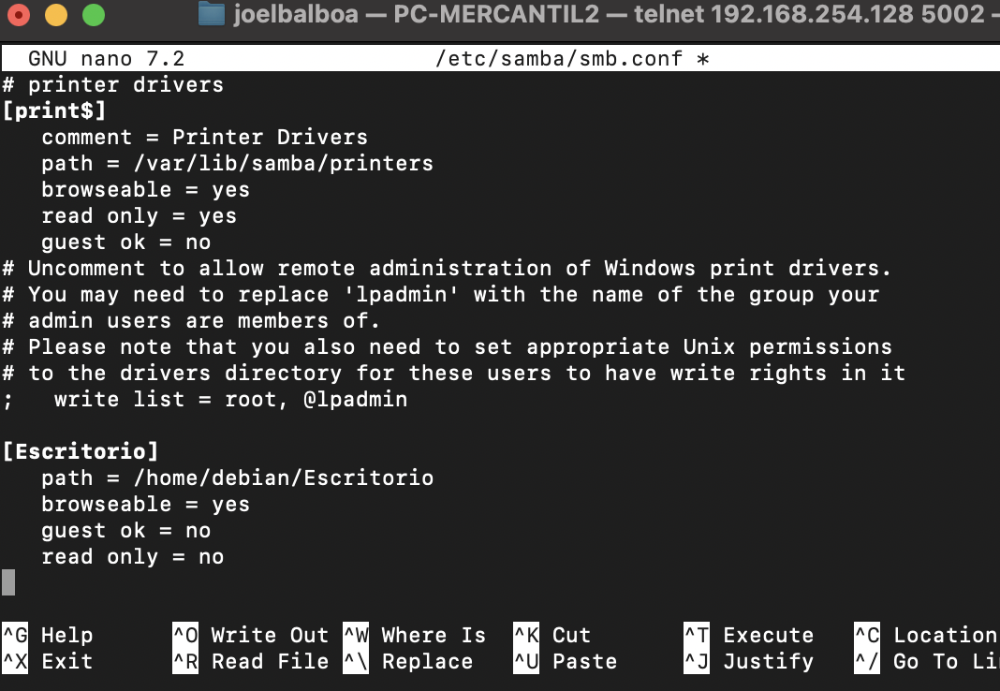 joelbalboa — PC-MERCANTIL2 — telnet 192.168.254.128 5002 —
GNU nano 7.2 /etc/samba/smb.conf *
# printer drivers
[print$]
comment = Printer Drivers
path = /var/lib/samba/printers
browseable = yes
read only = yes
guest ok = no
# Uncomment to allow remote administration of Windows print drivers.
# You may need to replace 'lpadmin' with the name of the group your
# admin users are members of.
# Please note that you also need to set appropriate Unix permissions
# to the drivers directory for these users to have write rights in it
; write list = root, @lpadmin
[Escritorio]
path = /home/debian/Escritorio
browseable = yes
guest ok = no
read only = no
^G Help ^O Write Out ^W Where Is ^K Cut ^T Execute ^C Location
^X Exit ^R Read File ^\ Replace ^U Paste ^J Justify ^/ Go To Li